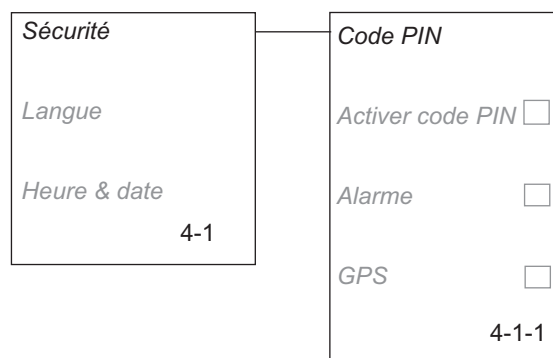 Sécurité
Langue
Heure & date
4-1
Code PIN
Activer code PIN
Alarme
GPS
4-1-1